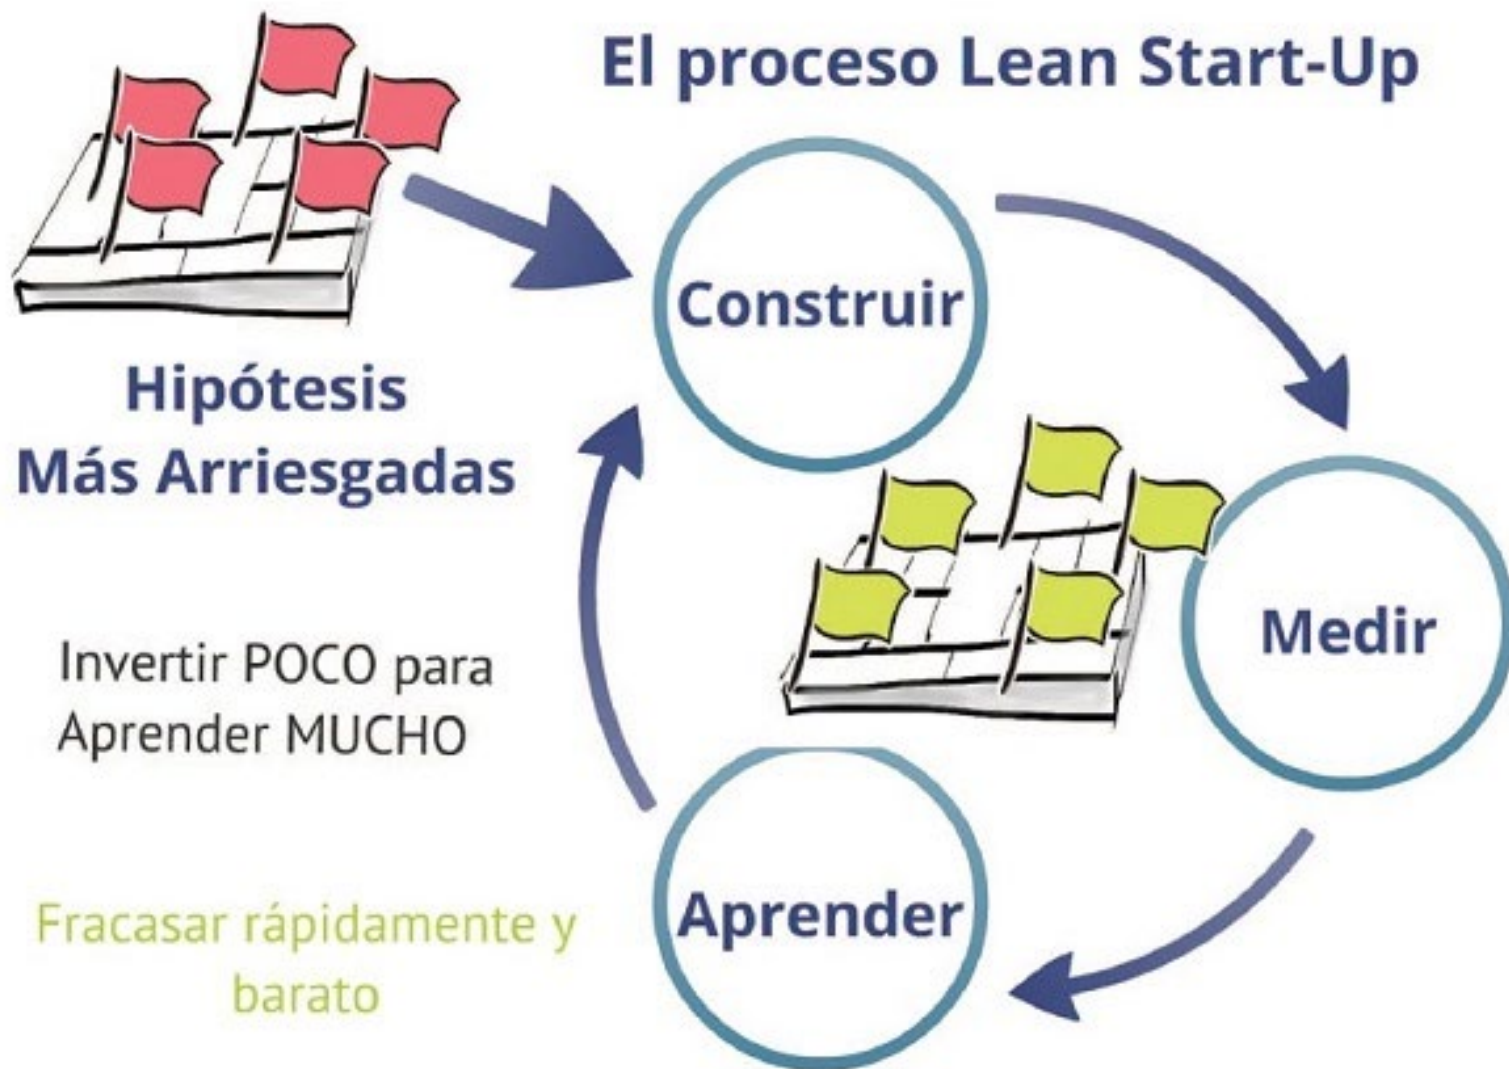 El proceso Lean Start-Up
Construir
Hipótesis
Más Arriesgadas
Medir
Invertir POCO para
Aprender MUCHO
Aprender
Fracasar rápidamente y
barato